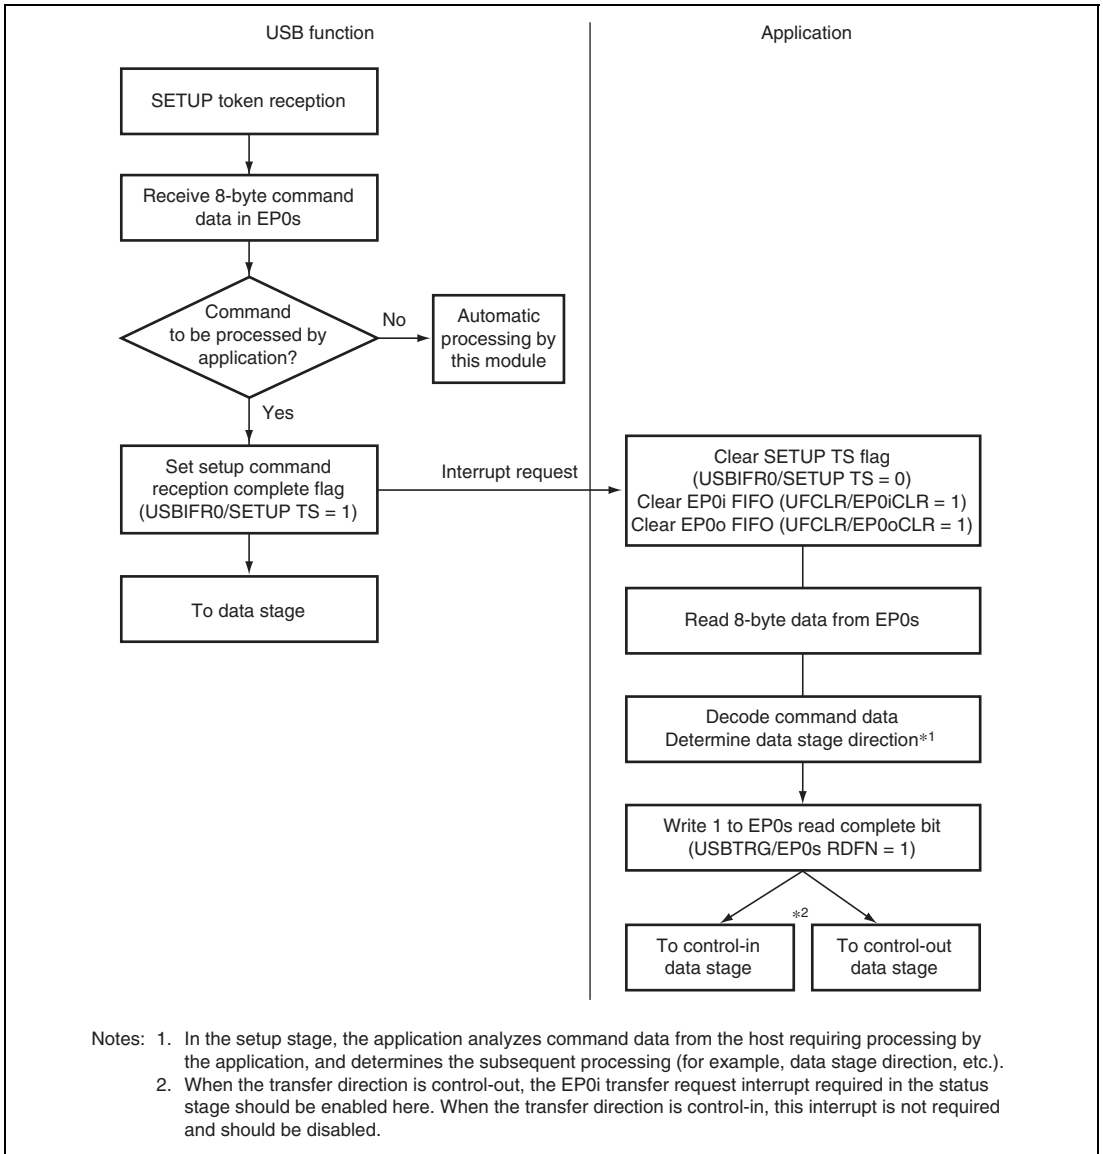 USB function
Application
SETUP token reception
Receive 8-byte command
data in EP0s
Command
to be processed by
application?
No
Automatic
processing by
this module
Yes
Set setup command
reception complete flag
(USBIFR0/SETUP TS = 1)
Interrupt request
To data stage
Clear SETUP TS flag
(USBIFR0/SETUP TS = 0)
Clear EP0i FIFO (UFCLR/EP0iCLR = 1)
Clear EP0o FIFO (UFCLR/EP0oCLR = 1)
Read 8-byte data from EP0s
Decode command data
Determine data stage direction*1
Write 1 to EP0s read complete bit
(USBTRG/EP0s RDFN = 1)
*2
To control-in
data stage
To control-out
data stage
Notes: 1. In the setup stage, the application analyzes command data from the host requiring processing by
the application, and determines the subsequent processing (for example, data stage direction, etc.).
2. When the transfer direction is control-out, the EP0i transfer request interrupt required in the status
stage should be enabled here. When the transfer direction is control-in, this interrupt is not required
and should be disabled.